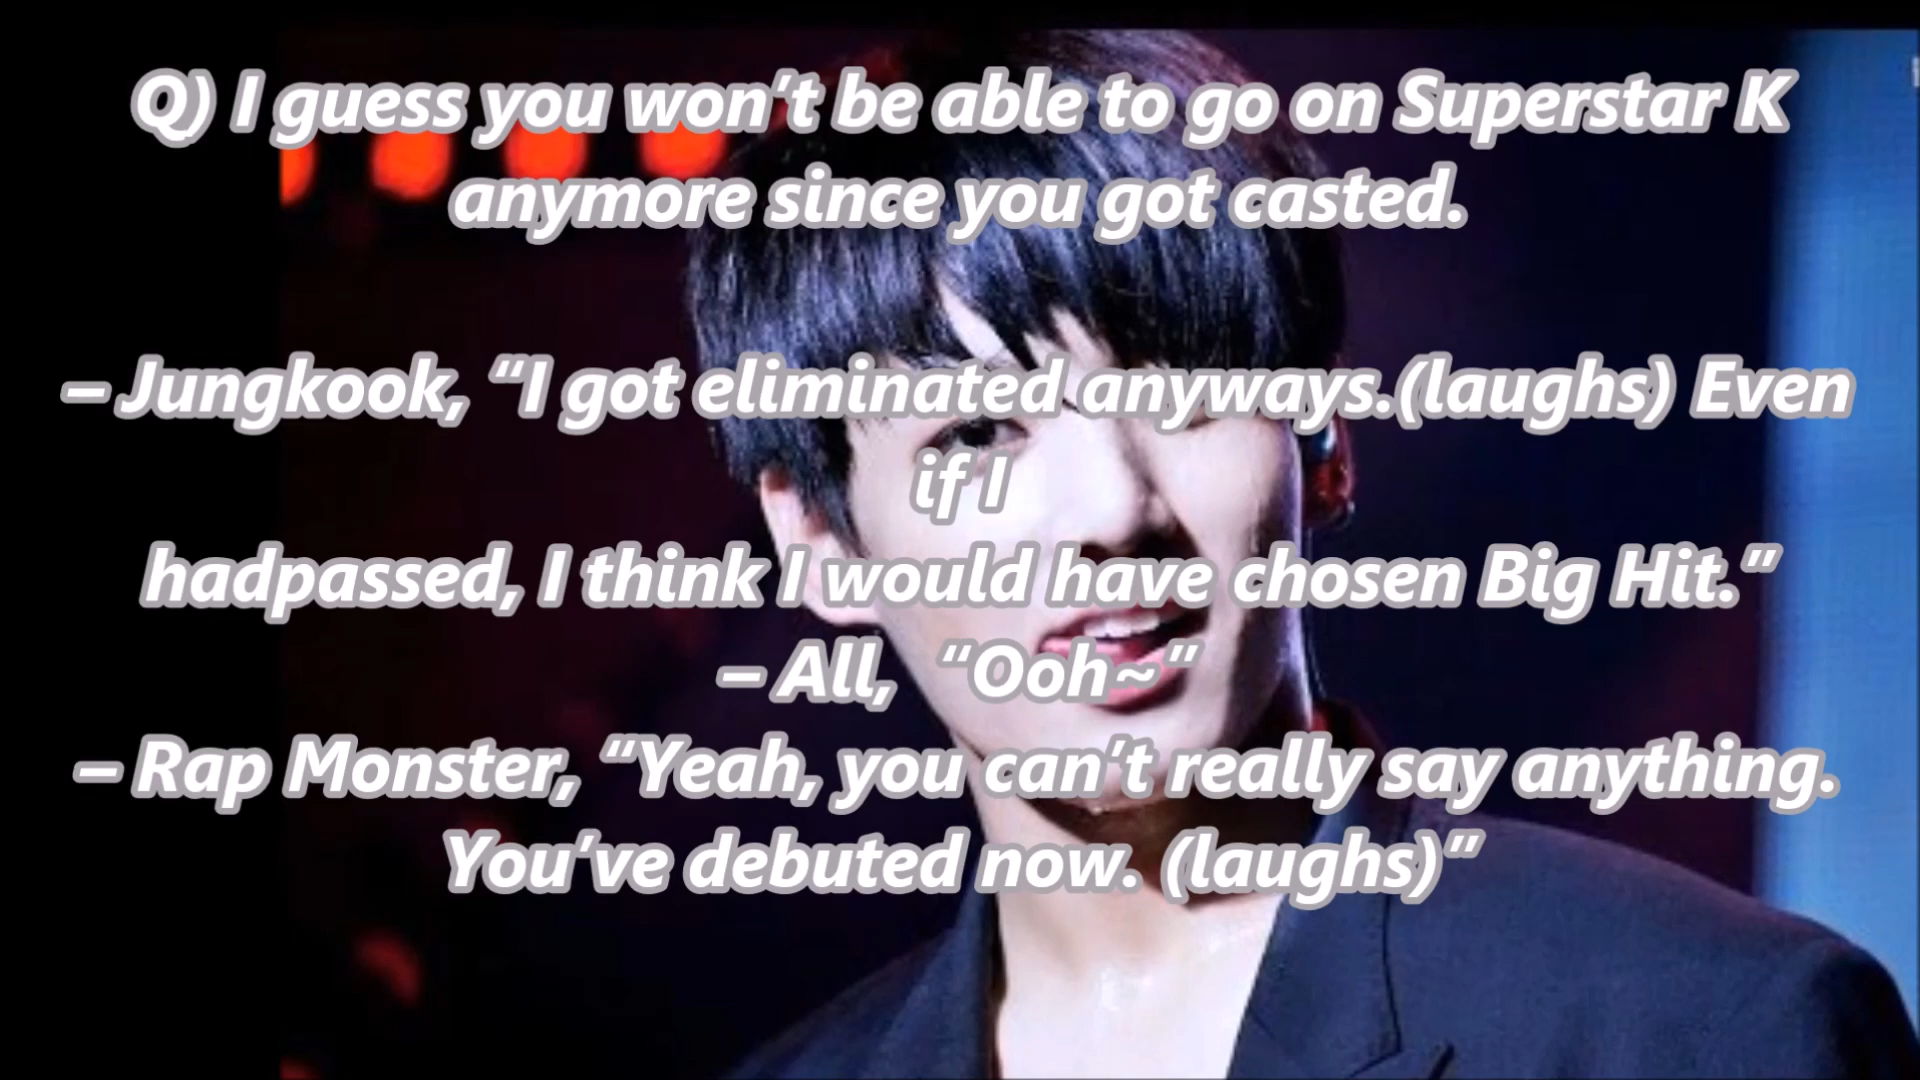 Q) I guess you won’t be able to go on Superstar K
anymore since you got casted.
– Jungkook, “I got eliminated anyways.(laughs) Even
if I
hadpassed, I think I would have chosen Big Hit.”
– All, “Ooh~”
– Rap Monster, “Yeah, you can’t really say anything.
You’ve debuted now. (laughs)”